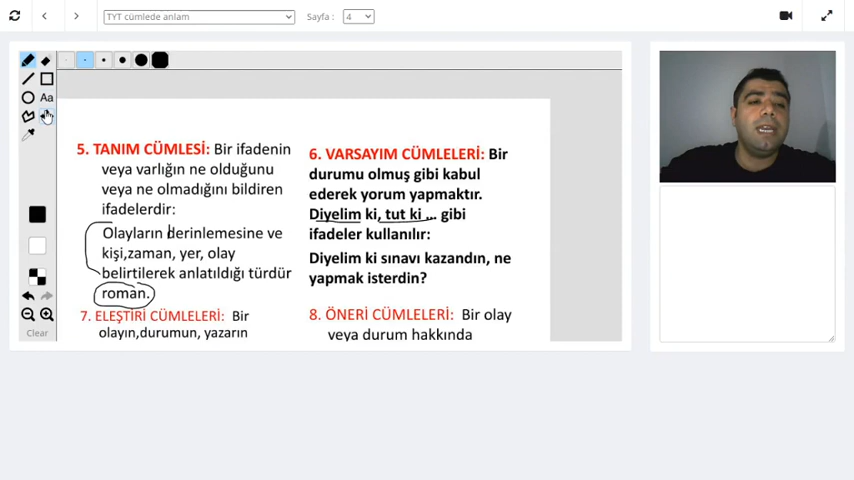 TYT cümlede anlam
Sayfa :
4
Aa
Clear
5. TANIM CÜMLESİ: Bir ifadenin
veya varlığın ne olduğunu
veya ne olmadığını bildiren
ifadelerdir:
Olayların derinlemesine ve
kişi,zaman, yer, olay
belirtilerek anlatıldığı türdür
roman.
7. ELEŞTİRİ CÜMLELERİ: Bir
olayın,durumun, yazarın
6. VARSAYIM CÜMLELERİ: Bir
durumu olmuş gibi kabul
ederek yorum yapmaktır.
Diyelim ki, tut ki ... gibi
ifadeler kullanılır:
Diyelim ki sınavı kazandın, ne
yapmak isterdin?
8. ÖNERİ CÜMLELERİ: Bir olay
veya durum hakkında